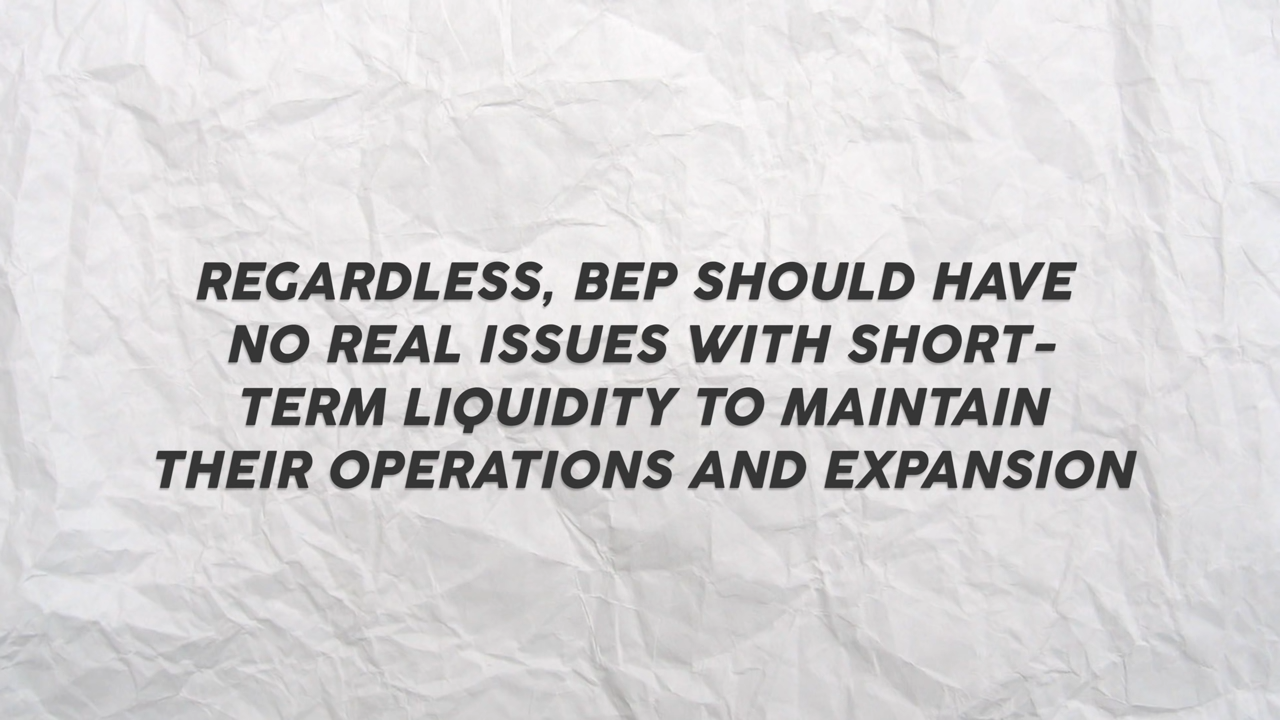 REGARDLESS, BEP SHOULD HAVE
NO REAL ISSUES WITH SHORT-
TERM LIQUIDITY TO MAINTAIN
THEIR OPERATIONS AND EXPANSION